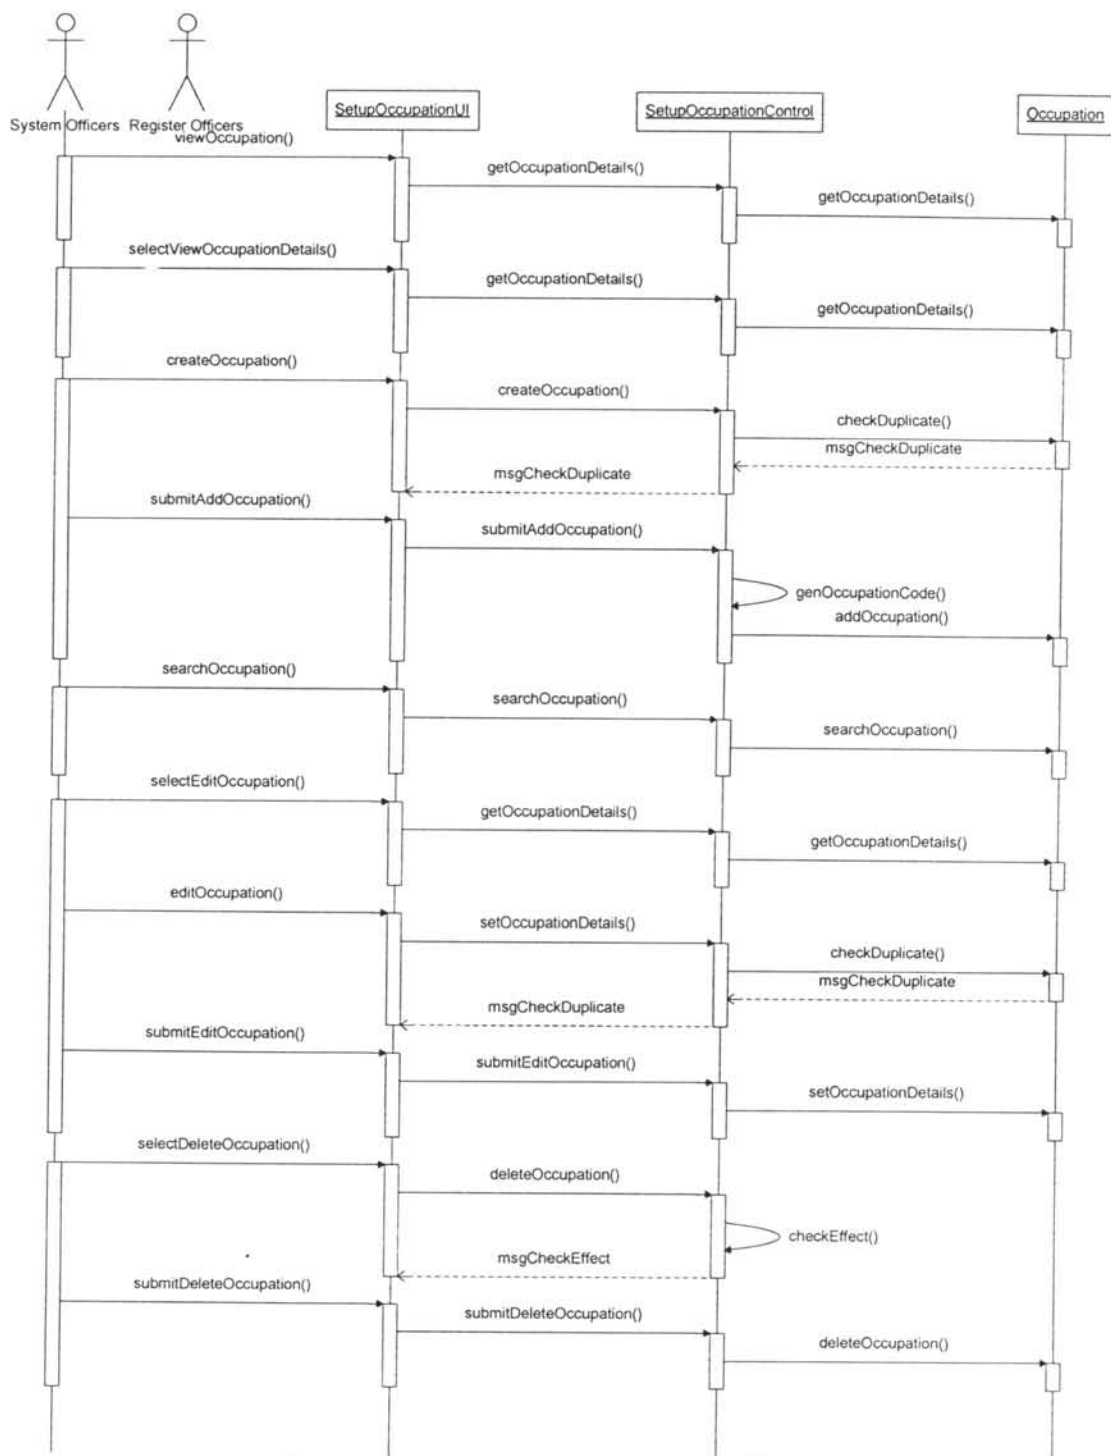 System Officers
Register Officers
SetupOccupationUI
SetupOccupationControl
Occupation
viewOccupation()
getOccupationDetails()
getOccupationDetails()
selectViewOccupationDetails()
getOccupationDetails()
getOccupationDetails()
createOccupation()
createOccupation()
checkDuplicate()
msgCheckDuplicate
msgCheckDuplicate
submitAddOccupation()
submitAddOccupation()
genOccupationCode()
addOccupation()
searchOccupation()
searchOccupation()
searchOccupation()
selectEditOccupation()
getOccupationDetails()
getOccupationDetails()
editOccupation()
setOccupationDetails()
checkDuplicate()
msgCheckDuplicate
msgCheckDuplicate
submitEditOccupation()
submitEditOccupation()
setOccupationDetails()
selectDeleteOccupation()
deleteOccupation()
checkEffect()
msgCheckEffect
submitDeleteOccupation()
submitDeleteOccupation()
deleteOccupation()